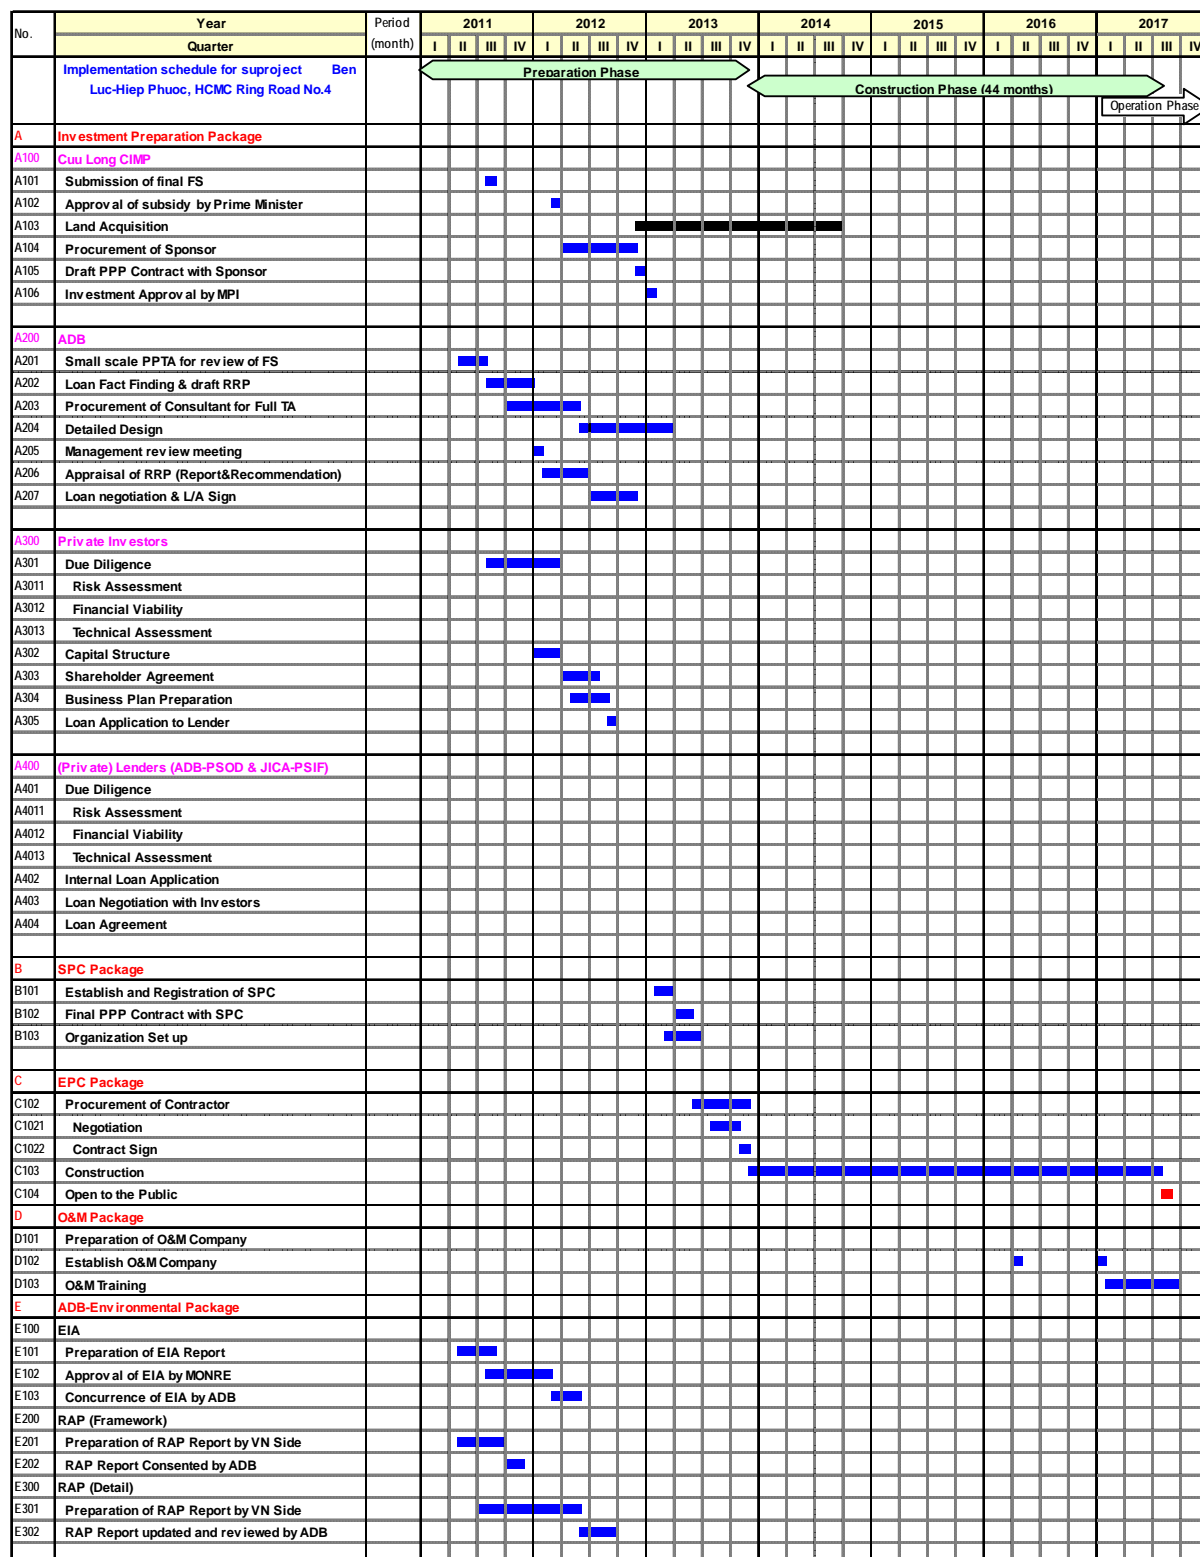 No.
Year
Period
2011
2012
2013
2014
2015
2016
2017
Quarter
(month)
I II III IV I II III IV I II III IV I II III IV I II III IV I II III IV I II III IV
Implementation schedule for suproject Ben
Luc-Hiep Phuoc, HCMC Ring Road No.4
Preparation Phase
Construction Phase (44 months)
Operation Phase
A Investment Preparation Package
A100 Cuu Long CIMP
A101 Submission of final FS
A102 Approval of subsidy by Prime Minister
A103 Land Acquisition
A104 Procurement of Sponsor
A105 Draft PPP Contract with Sponsor
A106 Investment Approval by MPI
A200 ADB
A201 Small scale PPTA for review of FS
A202 Loan Fact Finding & draft RRP
A203 Procurement of Consultant for Full TA
A204 Detailed Design
A205 Management review meeting
A206 Appraisal of RRP (Report&Recommendation)
A207 Loan negotiation & L/A Sign
A300 Private Investors
A301 Due Diligence
A3011 Risk Assessment
A3012 Financial Viability
A3013 Technical Assessment
A302 Capital Structure
A303 Shareholder Agreement
A304 Business Plan Preparation
A305 Loan Application to Lender
A400 (Private) Lenders (ADB-PSOD & JICA-PSIF)
A401 Due Diligence
A4011 Risk Assessment
A4012 Financial Viability
A4013 Technical Assessment
A402 Internal Loan Application
A403 Loan Negotiation with Investors
A404 Loan Agreement
B SPC Package
B101 Establish and Registration of SPC
B102 Final PPP Contract with SPC
B103 Organization Set up
C EPC Package
C102 Procurement of Contractor
C1021 Negotiation
C1022 Contract Sign
C103 Construction
C104 Open to the Public
D O&M Package
D101 Preparation of O&M Company
D102 Establish O&M Company
D103 O&M Training
E ADB-Environmental Package
E100 EIA
E101 Preparation of EIA Report
E102 Approval of EIA by MONRE
E103 Concurrence of EIA by ADB
E200 RAP (Framework)
E201 Preparation of RAP Report by VN Side
E202 RAP Report Consented by ADB
E300 RAP (Detail)
E301 Preparation of RAP Report by VN Side
E302 RAP Report updated and reviewed by ADB